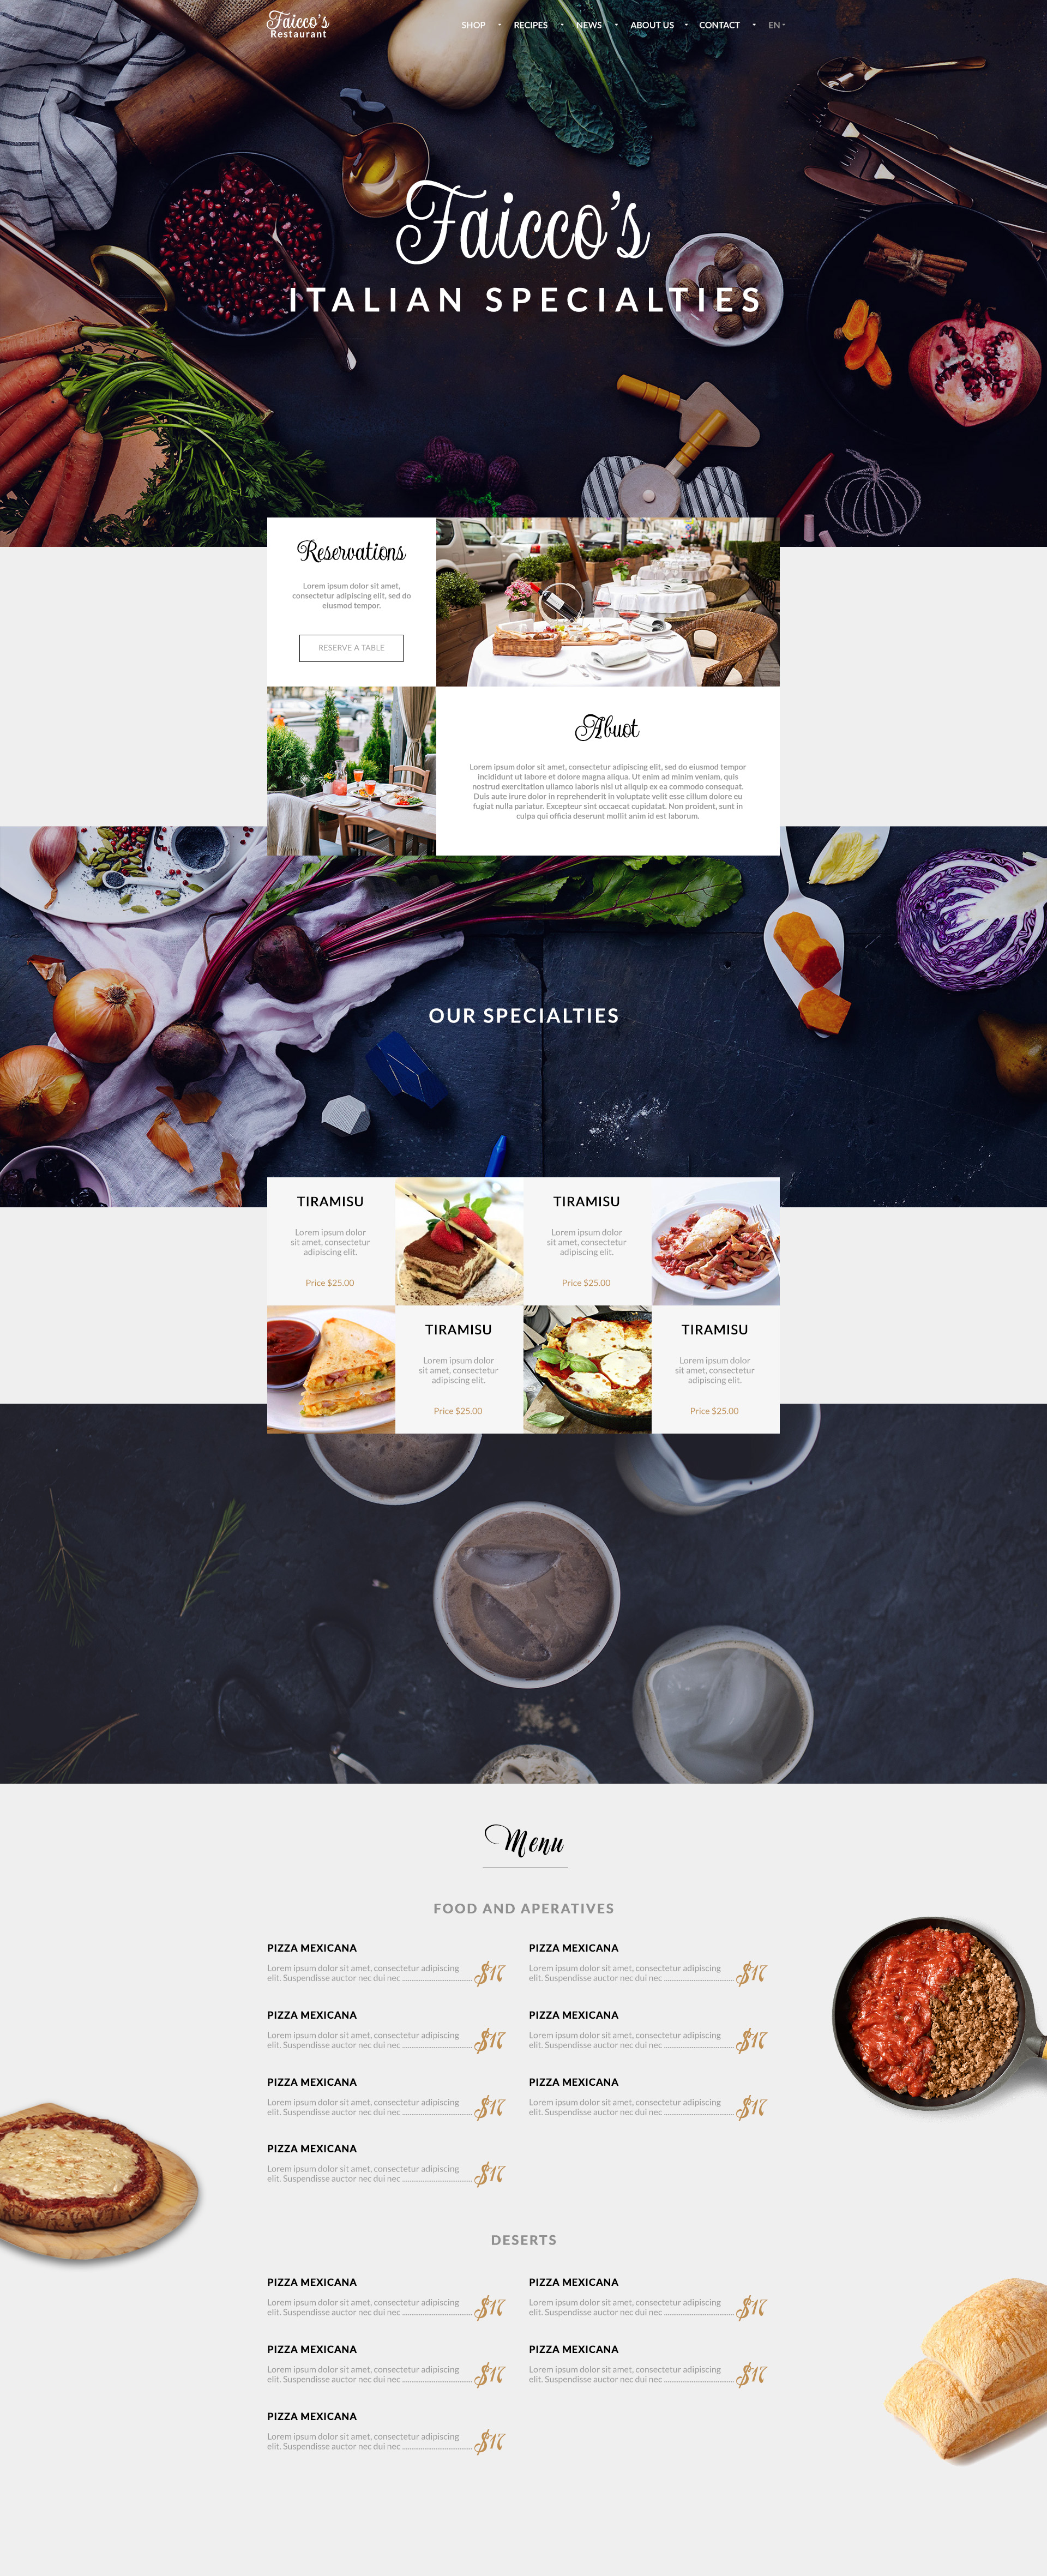 Faicco's
Restaurant
SHOP • RECIPES • NEWS • ABOUT US • CONTACT • EN
Faicco's
ITALIAN SPECIALTIES
Reservations
Lorem ipsum dolor sit amet,
consectetur adipiscing elit, sed do
eiusmod tempor.
RESERVE A TABLE
Abuot
Lorem ipsum dolor sit amet, consectetur adipiscing elit, sed do eiusmod tempor
incididunt ut labore et dolore magna aliqua. Ut enim ad minim veniam, quis
nostrud exercitation ullamco laboris nisi ut aliquip ex ea commodo consequat.
Duis aute irure dolor in reprehenderit in voluptate velit esse cillum dolore eu
fugiat nulla pariatur. Excepteur sint occaecat cupidatat. Non proident, sunt in
culpa qui officia deserunt mollit anim id est laborum.
OUR SPECIALTIES
TIRAMISU
Lorem ipsum dolor
sit amet, consectetur
adipiscing elit.
Price $25.00
TIRAMISU
Lorem ipsum dolor
sit amet, consectetur
adipiscing elit.
Price $25.00
TIRAMISU
Lorem ipsum dolor
sit amet, consectetur
adipiscing elit.
Price $25.00
TIRAMISU
Lorem ipsum dolor
sit amet, consectetur
adipiscing elit.
Price $25.00
Menu
FOOD AND APERATIVES
PIZZA MEXICANA
Lorem ipsum dolor sit amet, consectetur adipiscing
elit. Suspendisse auctor nec dui nec ........ $17
PIZZA MEXICANA
Lorem ipsum dolor sit amet, consectetur adipiscing
elit. Suspendisse auctor nec dui nec ........ $17
PIZZA MEXICANA
Lorem ipsum dolor sit amet, consectetur adipiscing
elit. Suspendisse auctor nec dui nec ........ $17
PIZZA MEXICANA
Lorem ipsum dolor sit amet, consectetur adipiscing
elit. Suspendisse auctor nec dui nec ........ $17
PIZZA MEXICANA
Lorem ipsum dolor sit amet, consectetur adipiscing
elit. Suspendisse auctor nec dui nec ........ $17
PIZZA MEXICANA
Lorem ipsum dolor sit amet, consectetur adipiscing
elit. Suspendisse auctor nec dui nec ........ $17
PIZZA MEXICANA
Lorem ipsum dolor sit amet, consectetur adipiscing
elit. Suspendisse auctor nec dui nec ........ $17
DESERTS
PIZZA MEXICANA
Lorem ipsum dolor sit amet, consectetur adipiscing
elit. Suspendisse auctor nec dui nec ........ $17
PIZZA MEXICANA
Lorem ipsum dolor sit amet, consectetur adipiscing
elit. Suspendisse auctor nec dui nec ........ $17
PIZZA MEXICANA
Lorem ipsum dolor sit amet, consectetur adipiscing
elit. Suspendisse auctor nec dui nec ........ $17
PIZZA MEXICANA
Lorem ipsum dolor sit amet, consectetur adipiscing
elit. Suspendisse auctor nec dui nec ........ $17
PIZZA MEXICANA
Lorem ipsum dolor sit amet, consectetur adipiscing
elit. Suspendisse auctor nec dui nec ........ $17